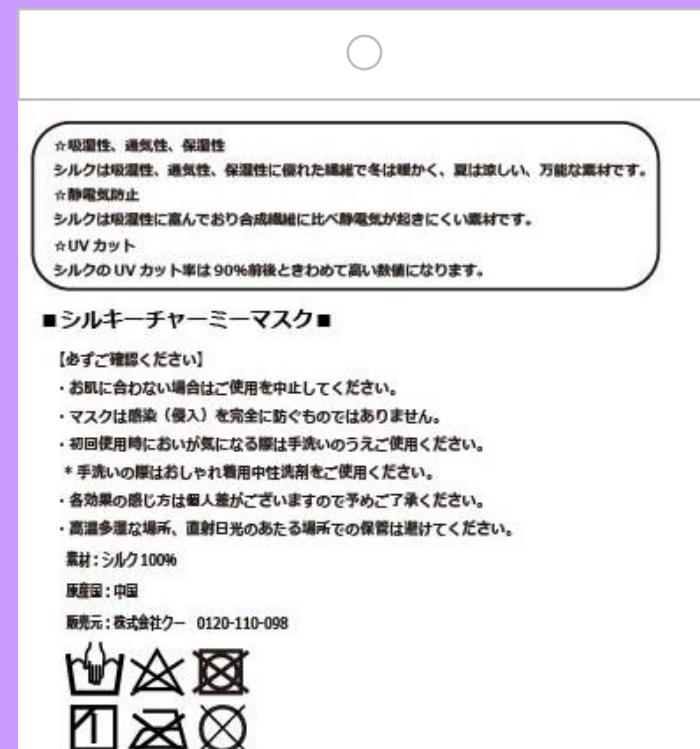 ☆吸湿性、通気性、保湿性
シルクは吸湿性、通気性、保湿性に優れた繊維で冬は暖かく、夏は涼しい、万能な素材です。
☆静電気防止
シルクは吸湿性に富んでおり合成繊維に比べ静電気が起きにくい素材です。
☆UV カット
シルクの UV カット率は 90%前後ときわめて高い数値になります。
■シルキーチャーミーマスク■
【必ずご確認ください】
・お肌に合わない場合はご使用を中止してください。
・マスクは感染（侵入）を完全に防ぐものではありません。
・初回使用時においが気になる際は手洗いのうえご使用ください。
＊手洗いの際はおしゃれ着用中性洗剤をご使用ください。
・各効果の感じ方は個人差がございますので予めご了承ください。
・高温多湿な場所、直射日光のあたる場所での保管は避けてください。
素材：シルク 100%
原産国：中国
販売元：株式会社クー 0120-110-098